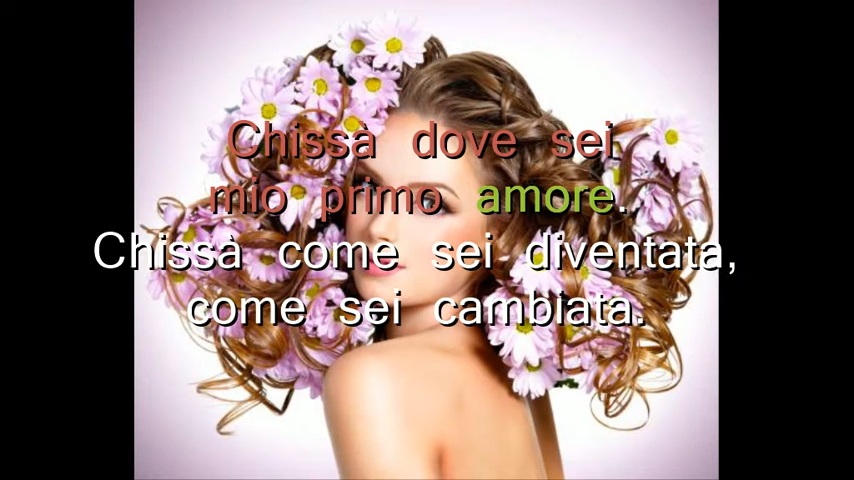 Chissà dove sei
mio primo amore.
Chissà come sei diventata,
come sei cambiata.